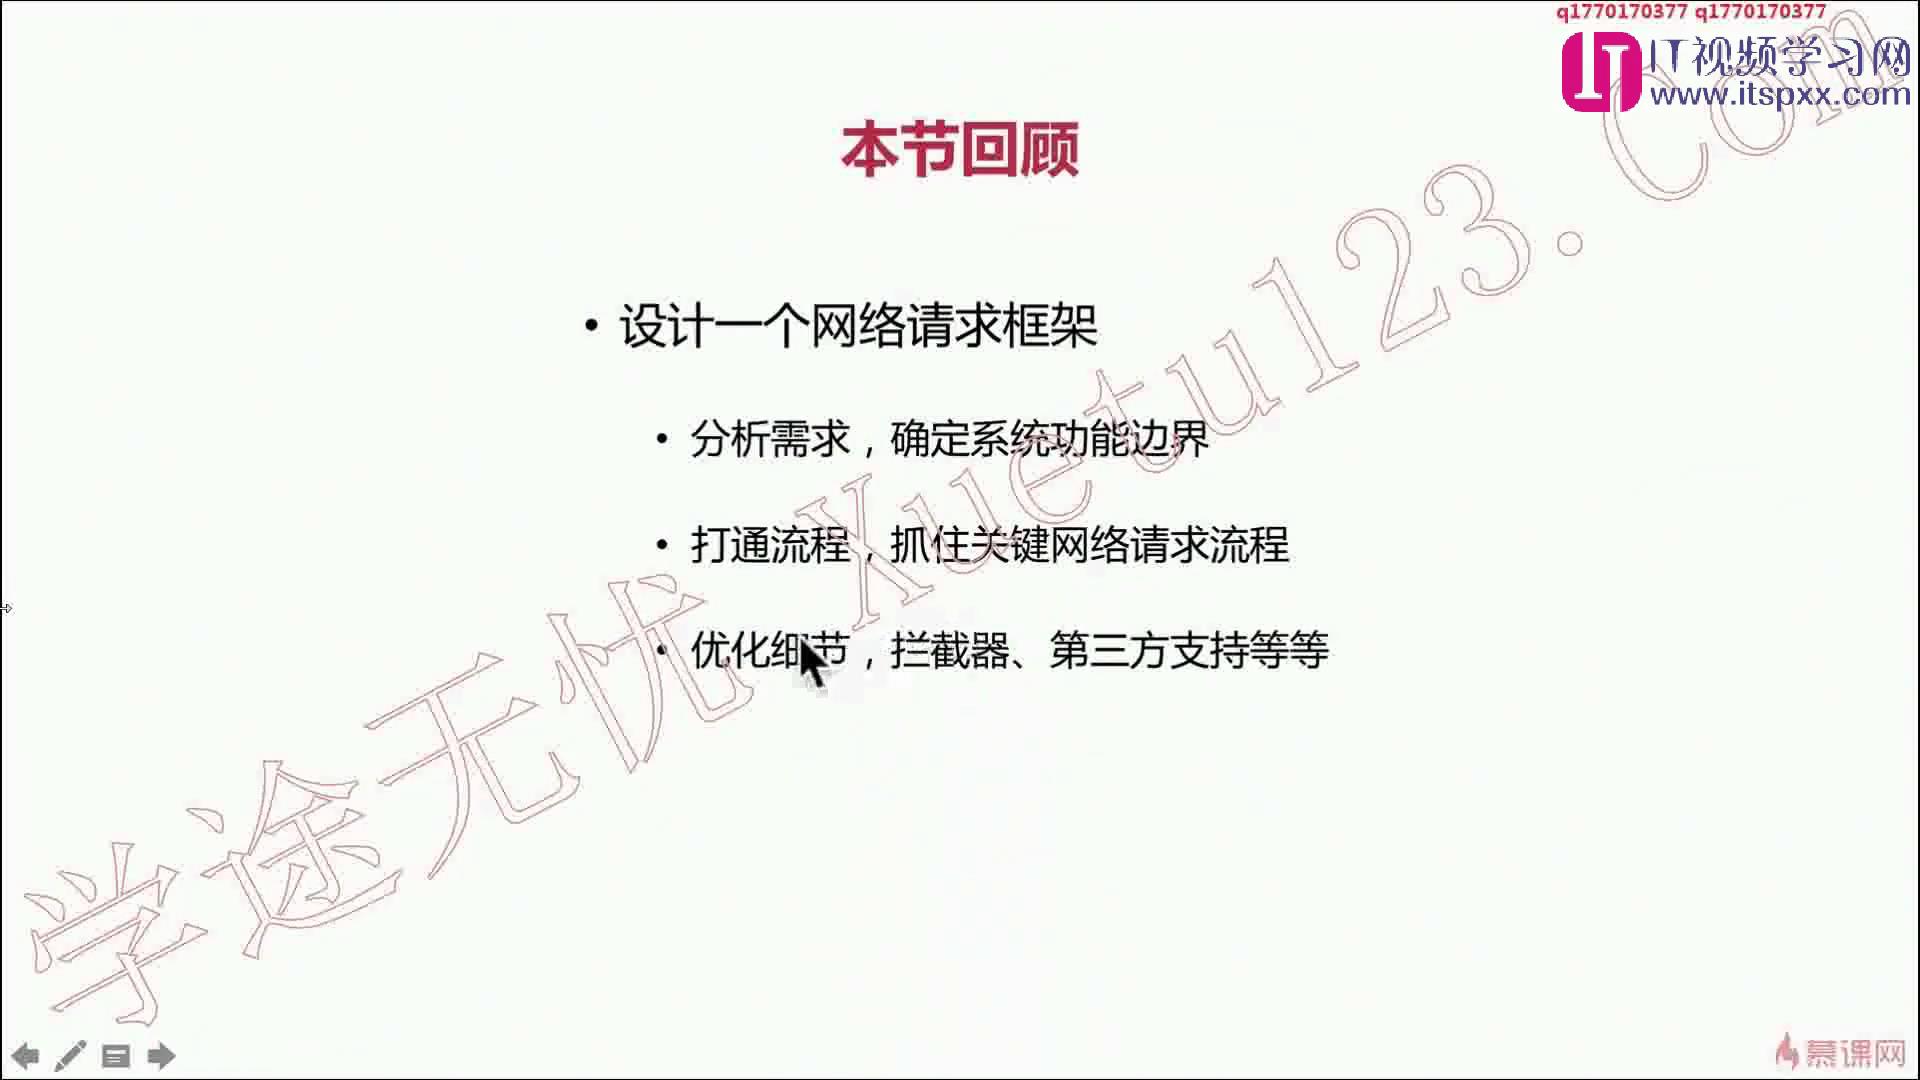 q1770170377 q1770170377
IT视频学习网
www.itspxx.com
本节回顾
• 设计一个网络请求框架
• 分析需求，确定系统功能边界
• 打通流程，抓住关键网络请求流程
• 优化细节，拦截器、第三方支持等等
学途无忧 Xuetu123.Com
慕课网